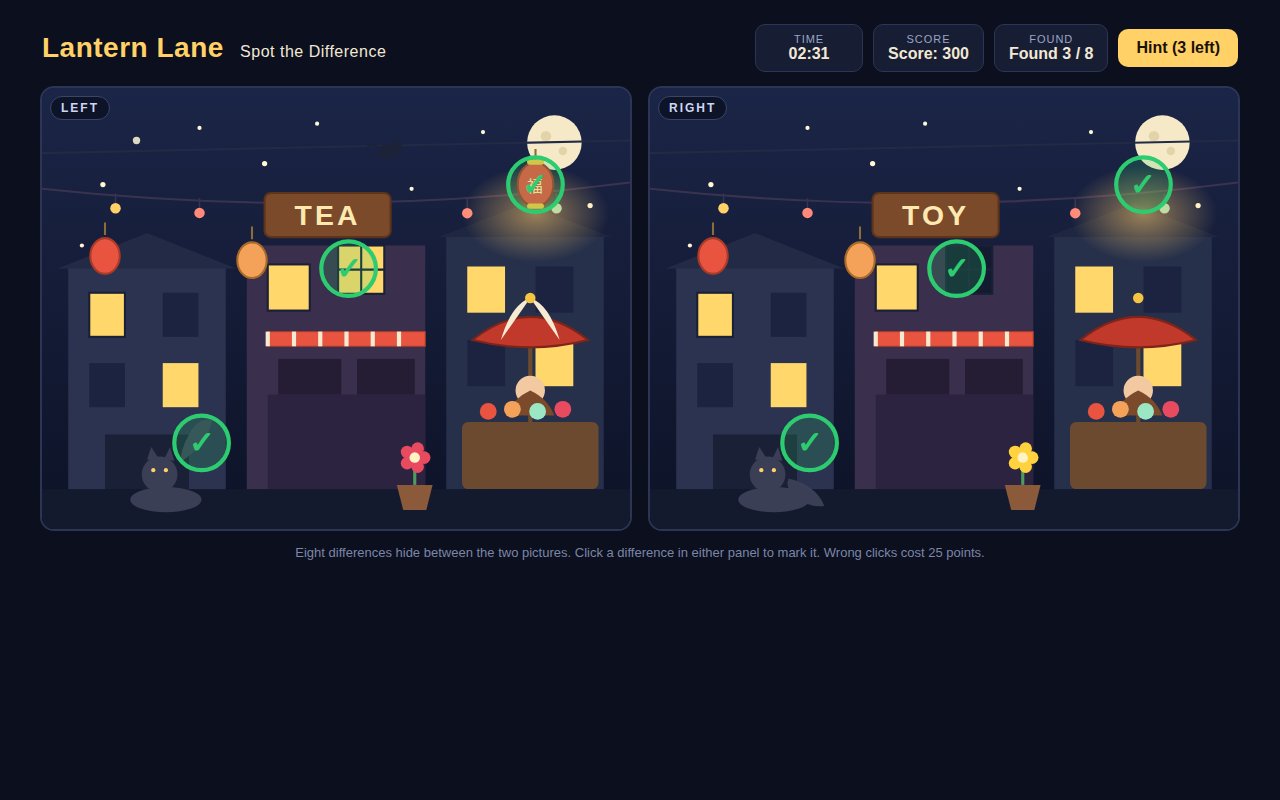 Lantern Lane Spot the Difference
TIME
02:31
SCORE
Score: 300
FOUND
Found 3 / 8
Hint (3 left)
LEFT
福
TEA
RIGHT
TOY
Eight differences hide between the two pictures. Click a difference in either panel to mark it. Wrong clicks cost 25 points.